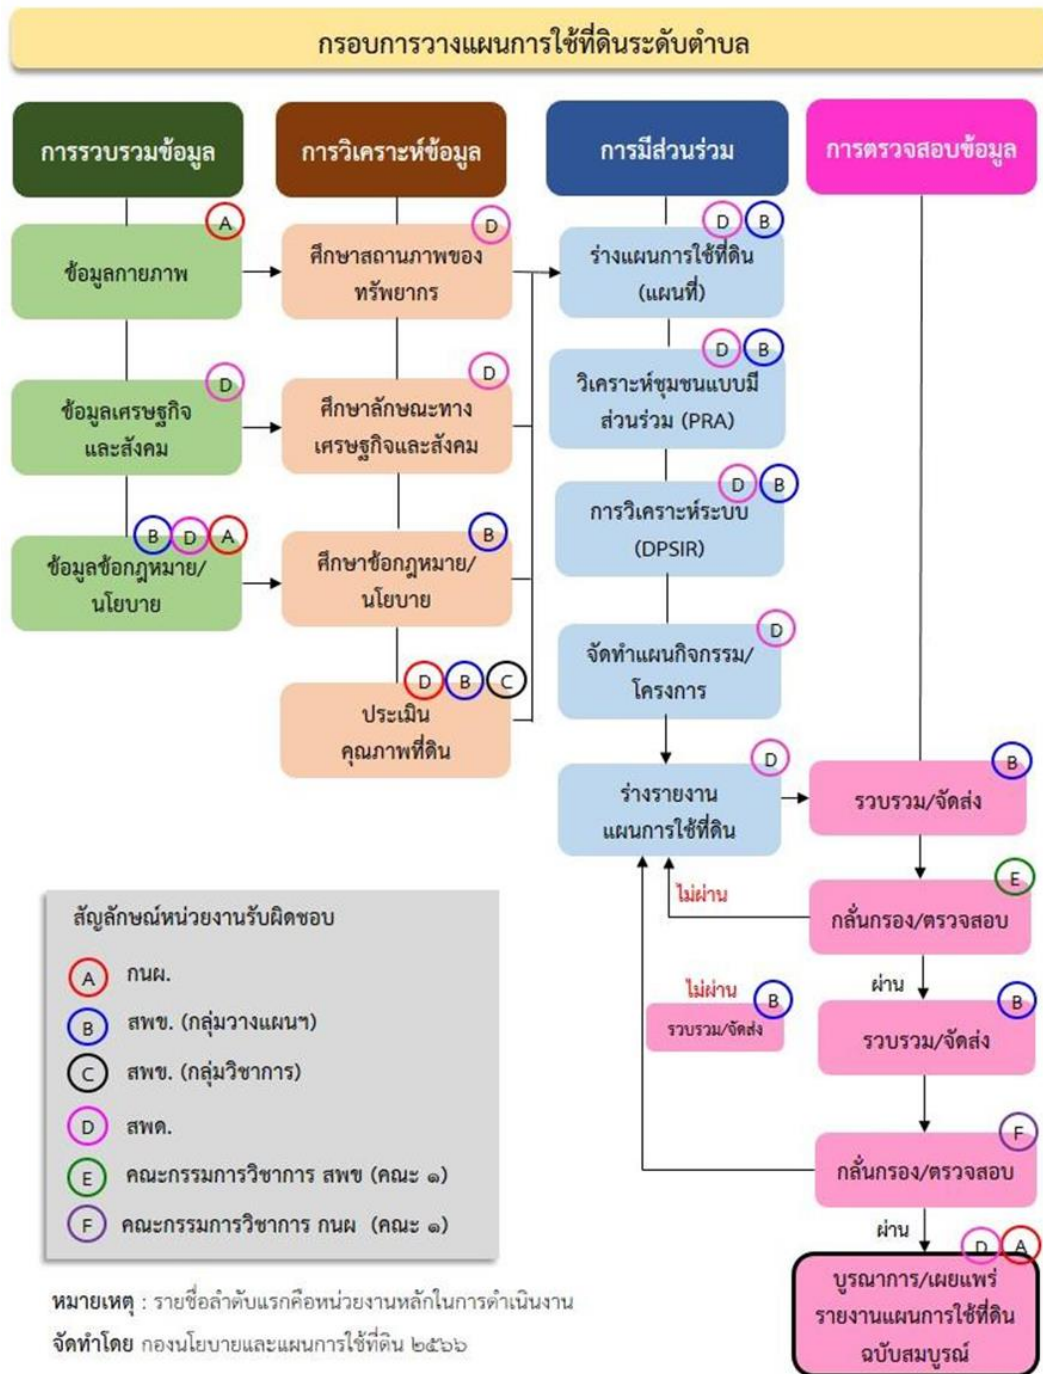 กรอบการวางแผนการใช้ที่ดินระดับตำบล
การรวบรวมข้อมูล
การวิเคราะห์ข้อมูล
การมีส่วนร่วม
การตรวจสอบข้อมูล
A
ข้อมูลกายภาพ
D
ศึกษาสถานภาพของ
ทรัพยากร
D B
ร่างแผนการใช้ที่ดิน
(แผนที่)
D
ข้อมูลเศรษฐกิจ
และสังคม
D
ศึกษาลักษณะทาง
เศรษฐกิจและสังคม
D B
วิเคราะห์ชุมชนแบบมี
ส่วนร่วม (PRA)
B D A
ข้อมูลข้อกฎหมาย/
นโยบาย
B
ศึกษาข้อกฎหมาย/
นโยบาย
D B
การวิเคราะห์ระบบ
(DPSIR)
D B C
ประเมิน
คุณภาพที่ดิน
D
จัดทำแผนกิจกรรม/
โครงการ
D
ร่างรายงาน
แผนการใช้ที่ดิน
B
รวบรวม/จัดส่ง
E
กลั่นกรอง/ตรวจสอบ
ไม่ผ่าน
ผ่าน
B
รวบรวม/จัดส่ง
ไม่ผ่าน
B
รวบรวม/จัดส่ง
F
กลั่นกรอง/ตรวจสอบ
ผ่าน
D A
บูรณาการ/เผยแพร่
รายงานแผนการใช้ที่ดิน
ฉบับสมบูรณ์
สัญลักษณ์หน่วยงานรับผิดชอบ
A กนผ.
B สพข. (กลุ่มวางแผนฯ)
C สพข. (กลุ่มวิชาการ)
D สพด.
E คณะกรรมการวิชาการ สพข (คณะ ๑)
F คณะกรรมการวิชาการ กนผ (คณะ ๑)
หมายเหตุ : รายชื่อลำดับแรกคือหน่วยงานหลักในการดำเนินงาน
จัดทำโดย กองนโยบายและแผนการใช้ที่ดิน ๒๕๖๖